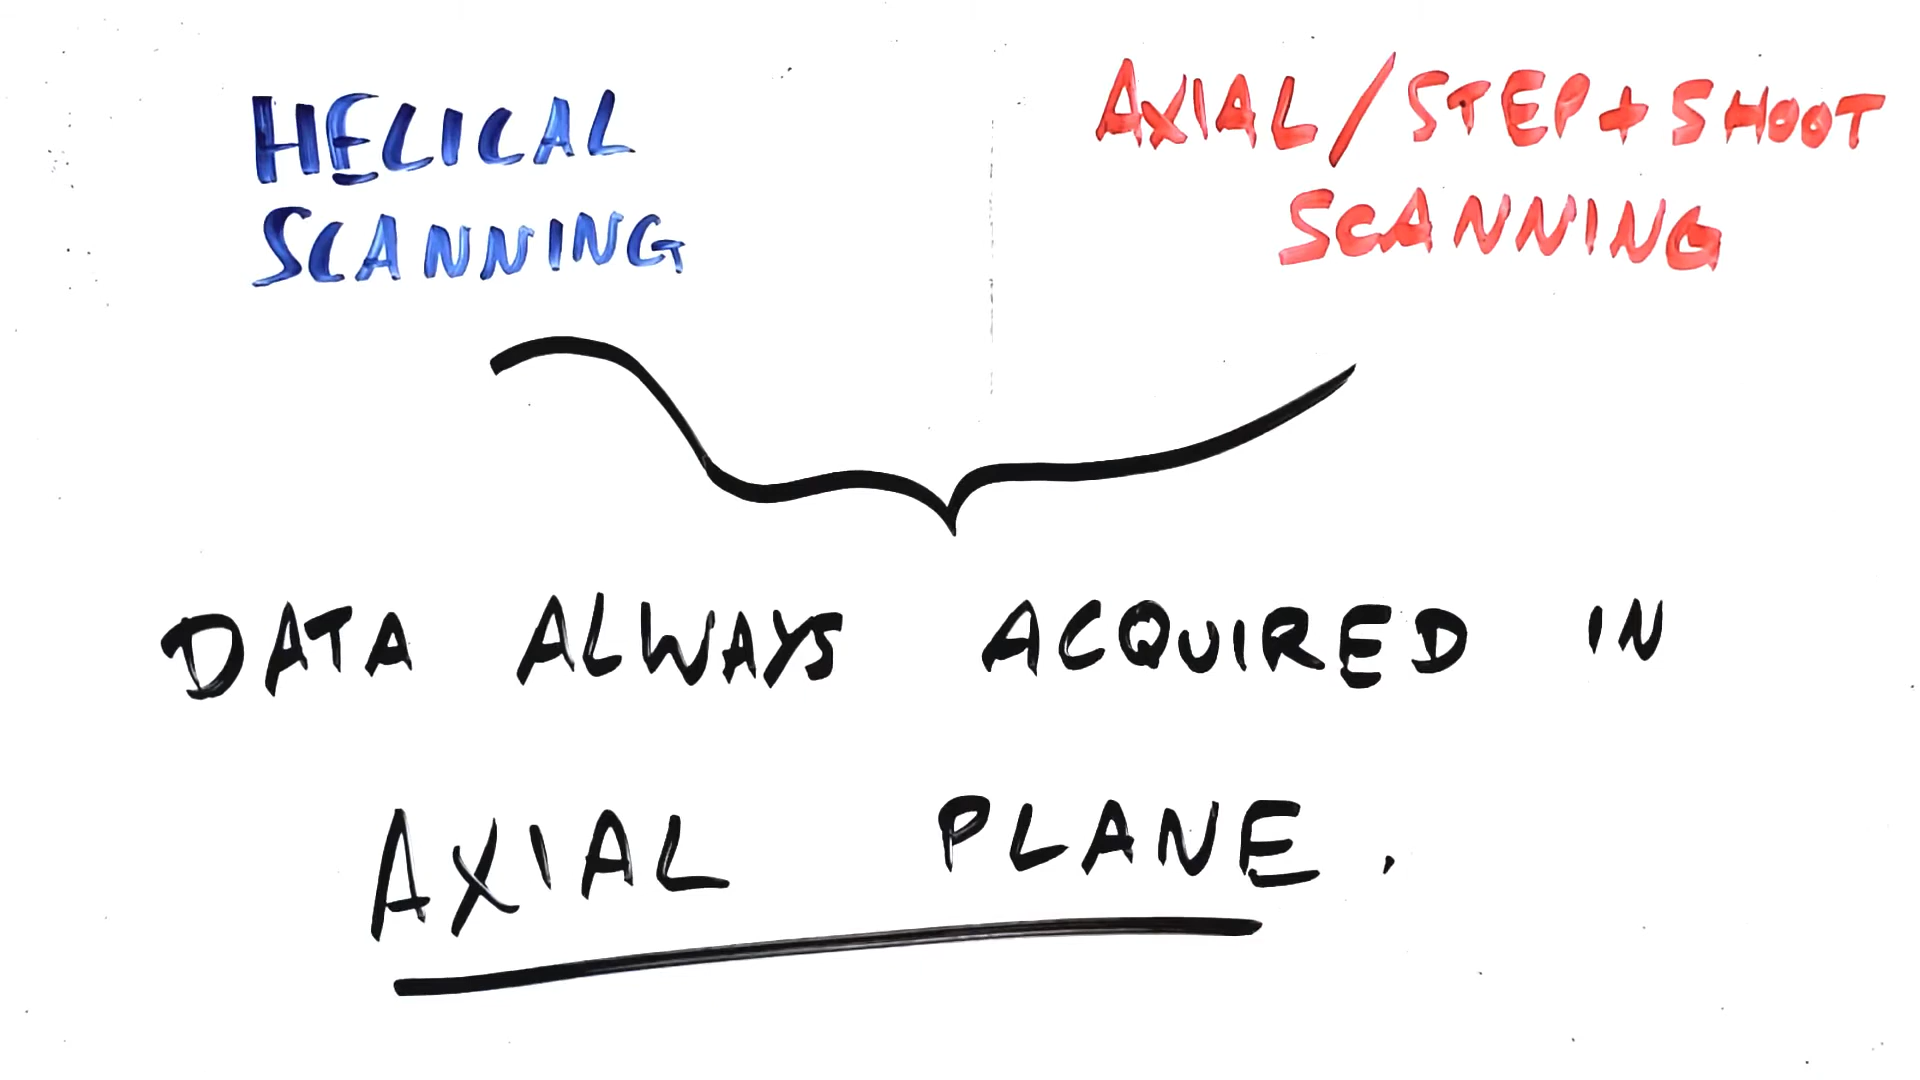 HELICAL
SCANNING
AXIAL/STEP+SHOOT
SCANNING
DATA ALWAYS ACQUIRED IN
AXIAL PLANE.